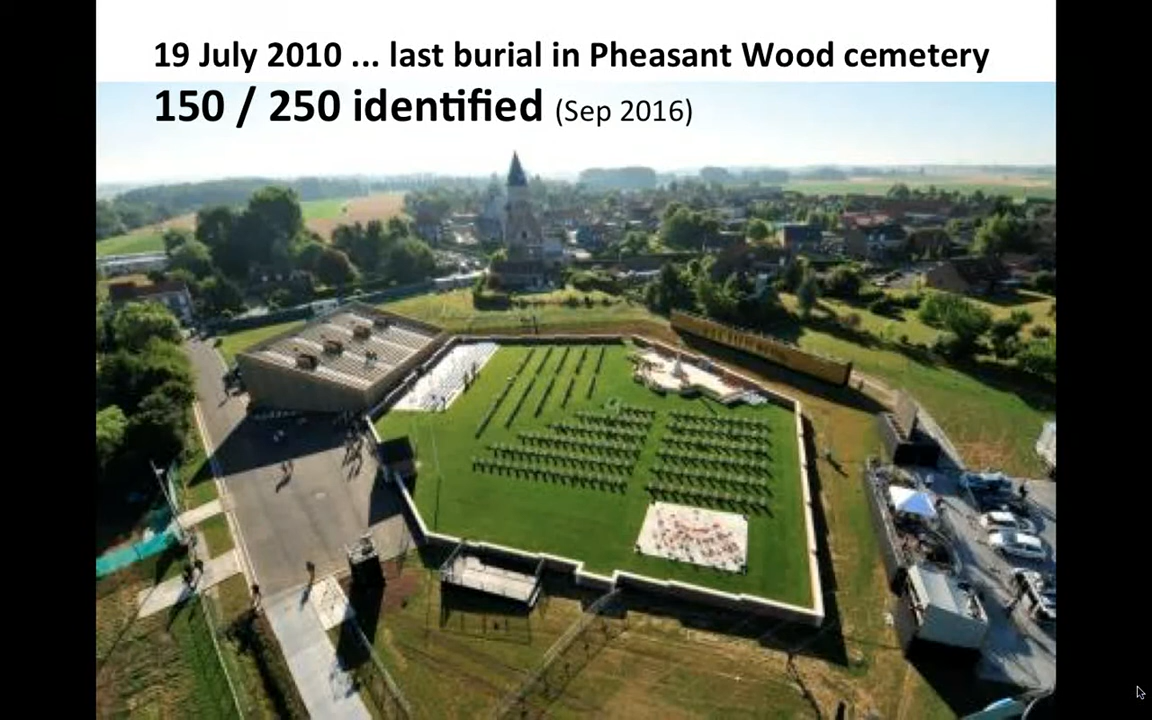 19 July 2010 ... last burial in Pheasant Wood cemetery
150 / 250 identified (Sep 2016)